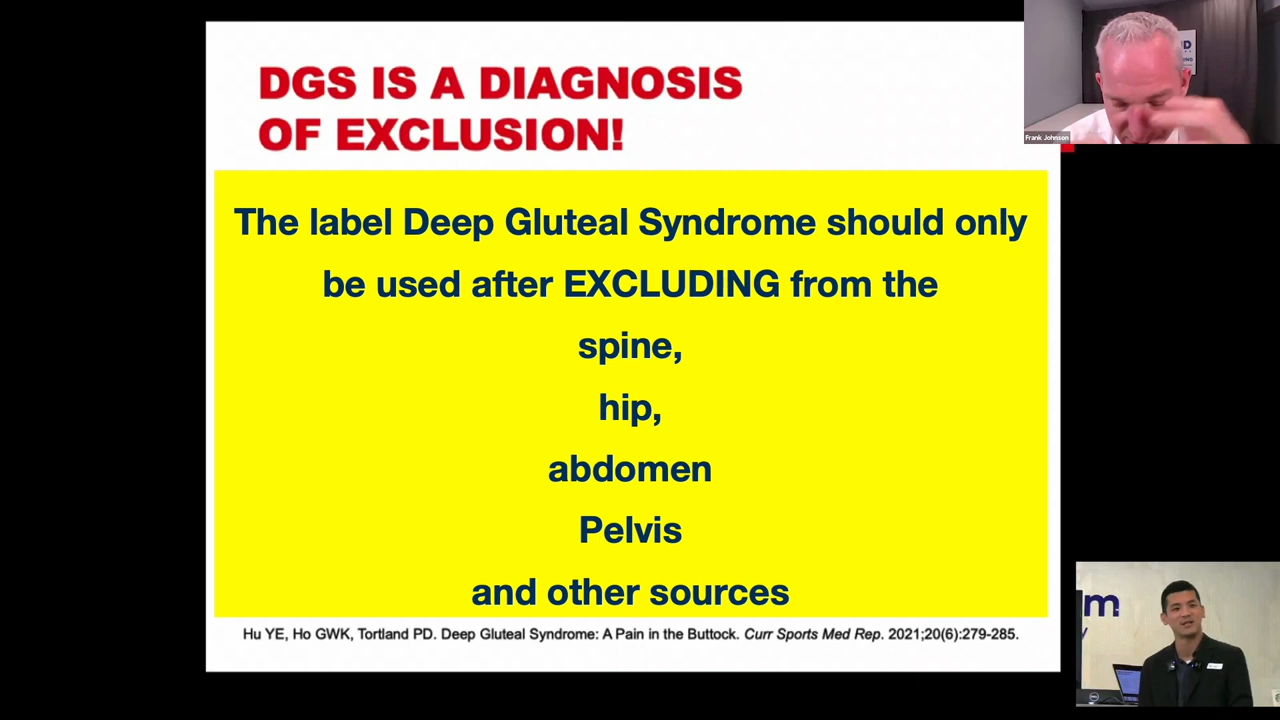 DGS IS A DIAGNOSIS
OF EXCLUSION!
The label Deep Gluteal Syndrome should only
be used after EXCLUDING from the
spine,
hip,
abdomen
Pelvis
and other sources
Hu YE, Ho GWK, Tortland PD. Deep Gluteal Syndrome: A Pain in the Buttock. Curr Sports Med Rep. 2021;20(6):279-285.
Frank Johnson